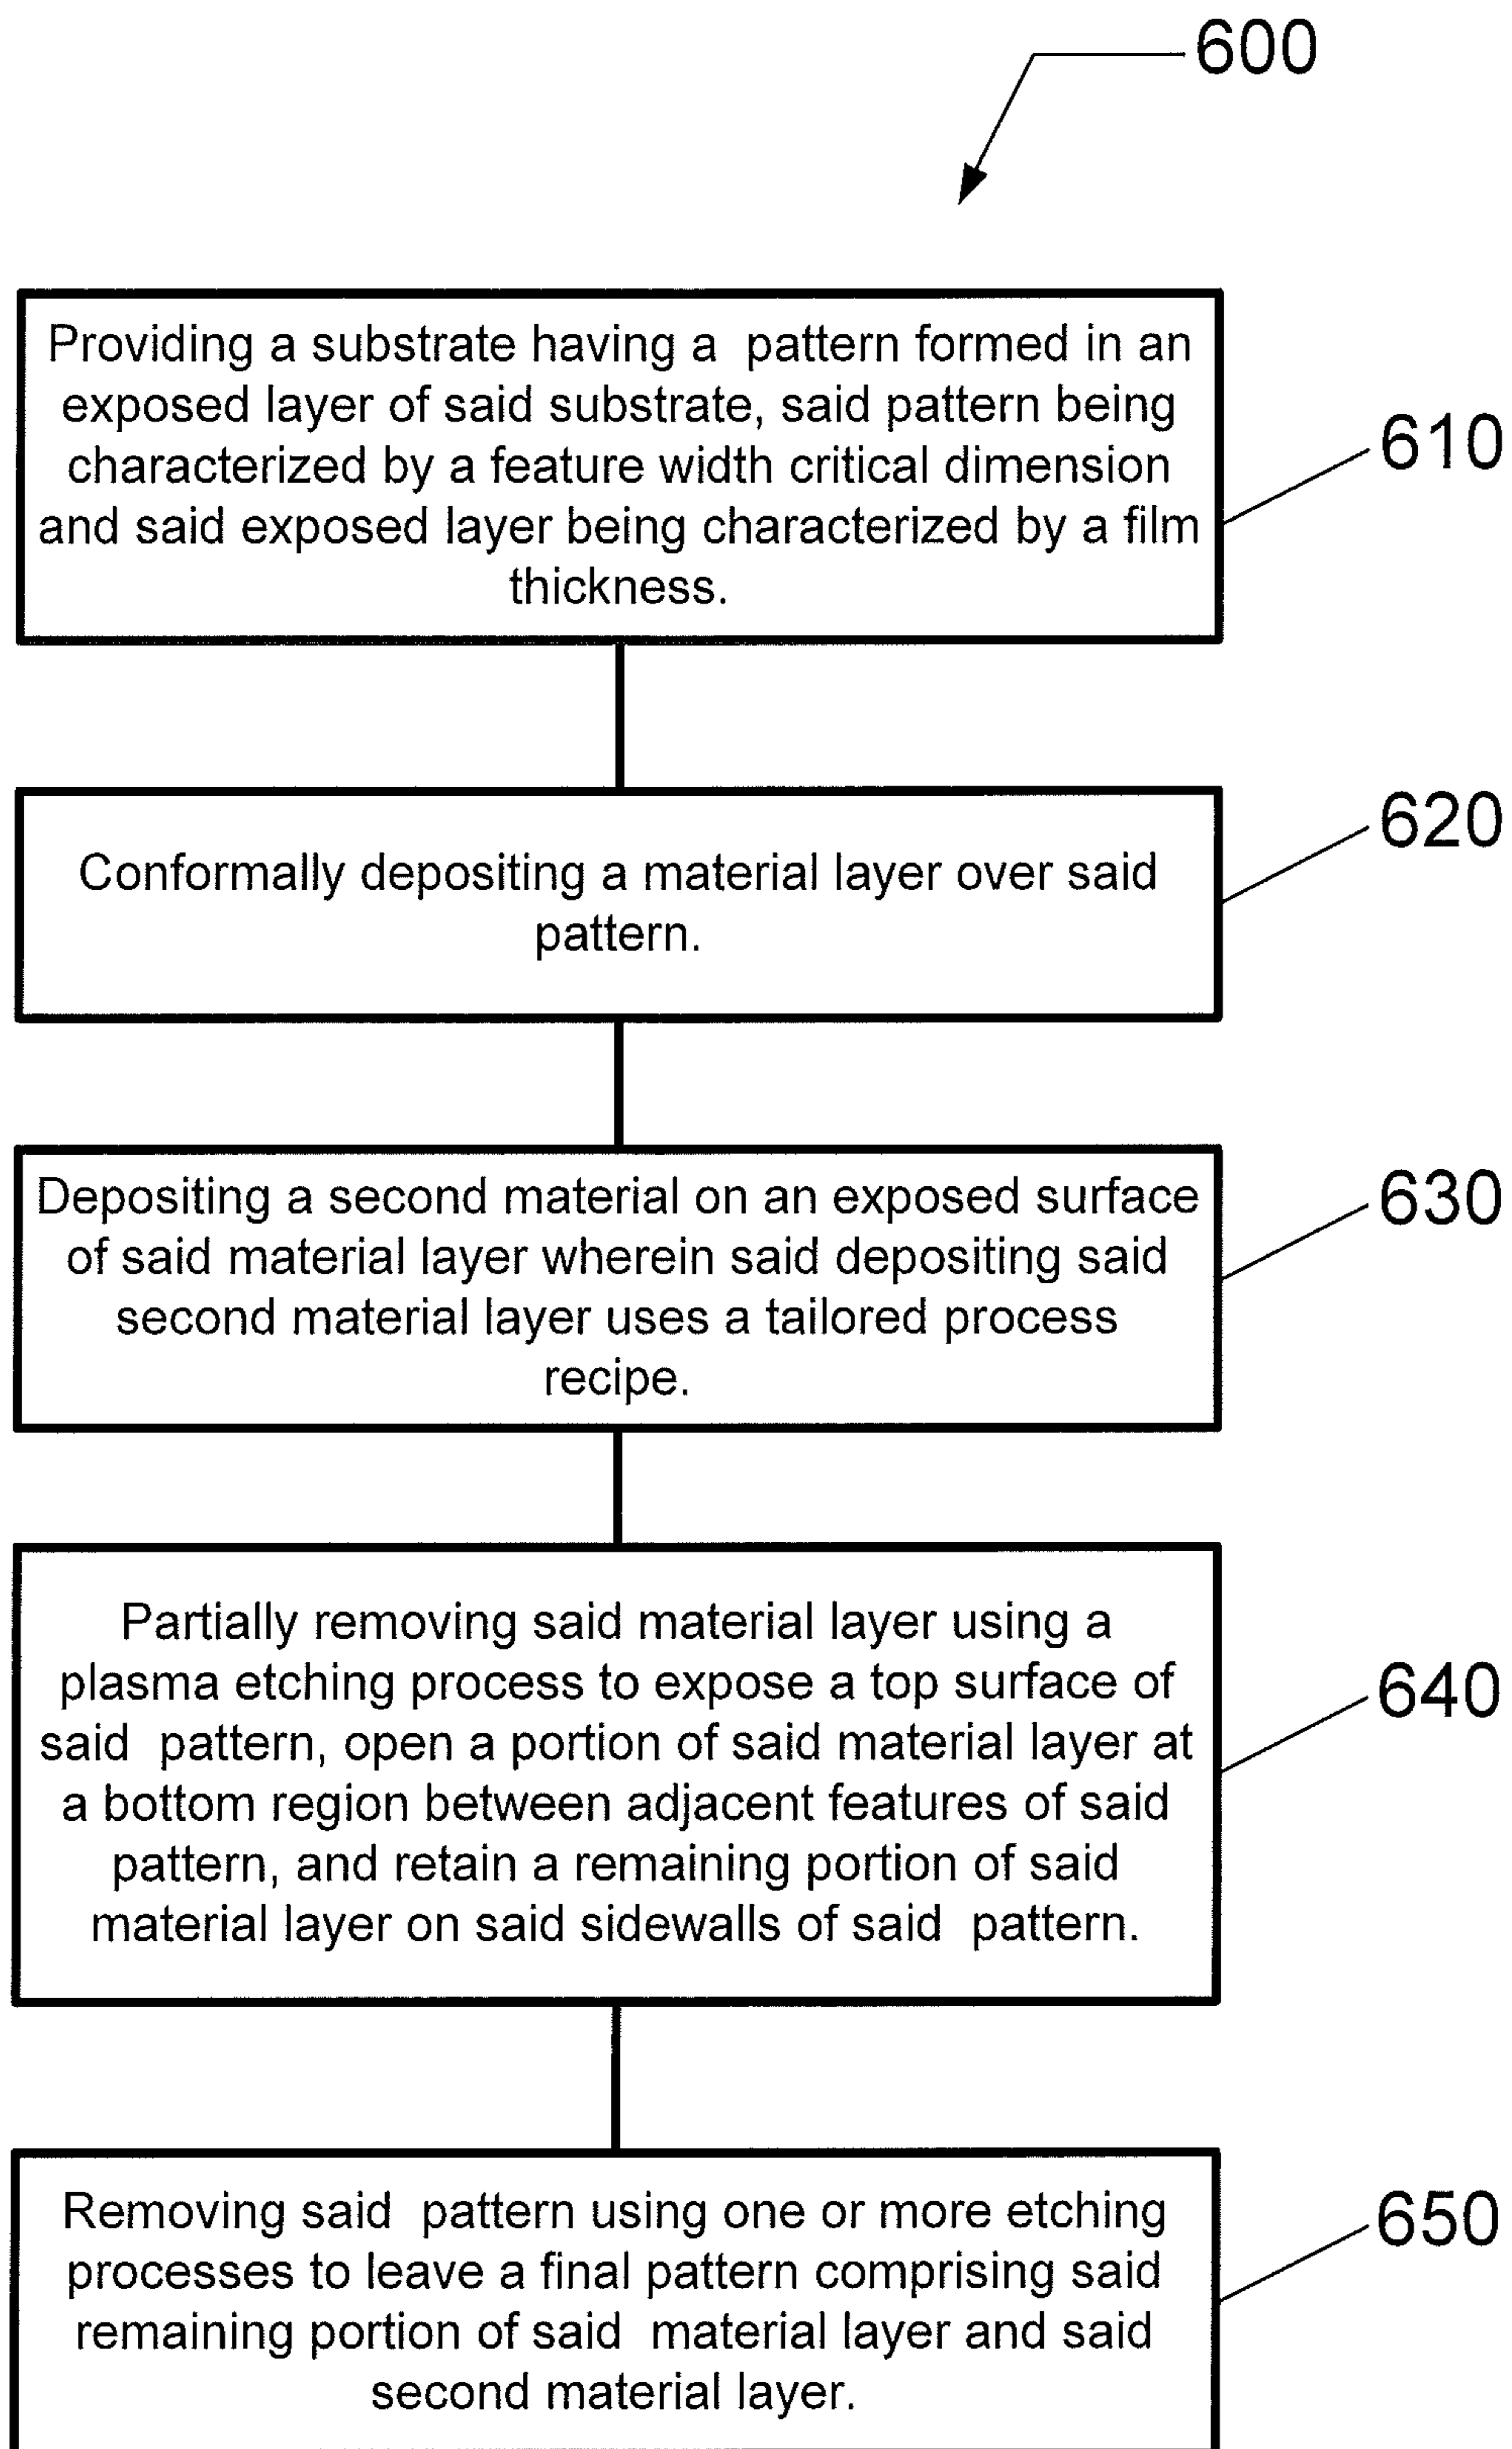 600
Providing a substrate having a pattern formed in an
exposed layer of said substrate, said pattern being
characterized by a feature width critical dimension
and said exposed layer being characterized by a film
thickness.
610
Conformally depositing a material layer over said
pattern.
620
Depositing a second material on an exposed surface
of said material layer wherein said depositing said
second material layer uses a tailored process
recipe.
630
Partially removing said material layer using a
plasma etching process to expose a top surface of
said pattern, open a portion of said material layer at
a bottom region between adjacent features of said
pattern, and retain a remaining portion of said
material layer on said sidewalls of said pattern.
640
Removing said pattern using one or more etching
processes to leave a final pattern comprising said
remaining portion of said material layer and said
second material layer.
650